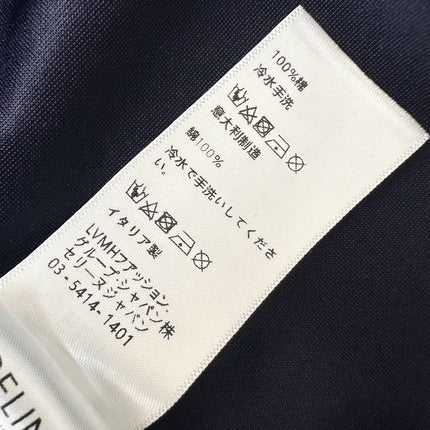 100%棉
冷水手洗
意大利制造
綿100%
冷水で手洗いしてくださ
い。
イタリア製
LVMHファッション.
グループ・ジャパン株
セリーヌジャパン
03-5414-1401